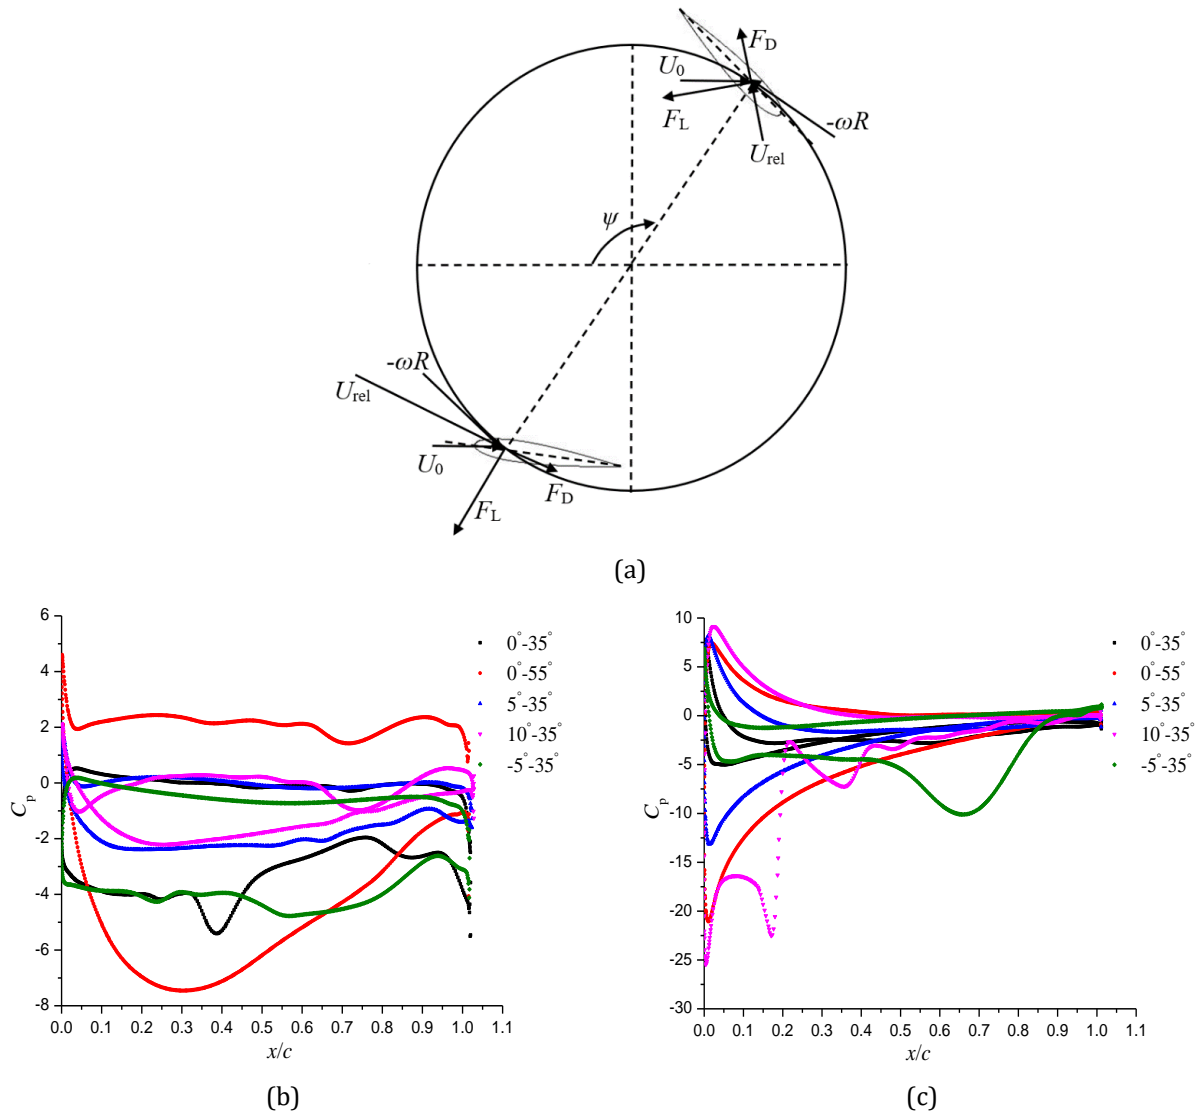 F_D
U_0
F_L
-ωR
U_rel
ψ
-ωR
U_rel
U_0
F_D
F_L
(a)
6
4
2
0
-2
-4
-6
-8
C_p
0.0 0.1 0.2 0.3 0.4 0.5 0.6 0.7 0.8 0.9 1.0 1.1
x/c
0°-35°
0°-55°
5°-35°
10°-35°
-5°-35°
(b)
10
5
0
-5
-10
-15
-20
-25
-30
C_p
0.0 0.1 0.2 0.3 0.4 0.5 0.6 0.7 0.8 0.9 1.0 1.1
x/c
0°-35°
0°-55°
5°-35°
10°-35°
-5°-35°
(c)